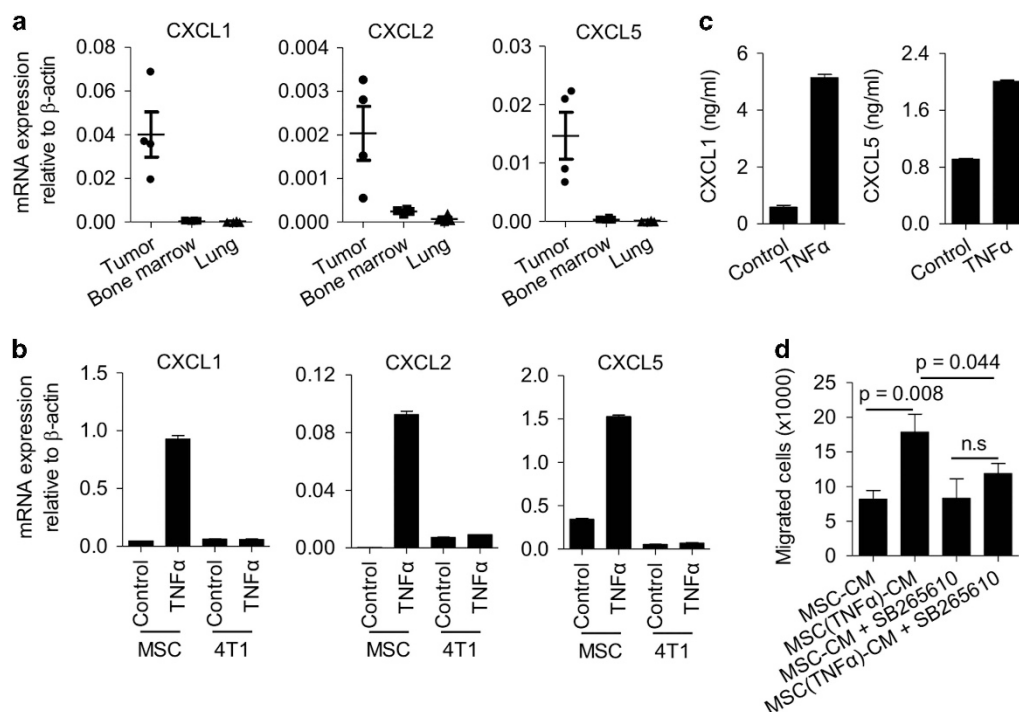 a
CXCL1
CXCL2
CXCL5
mRNA expression
relative to β-actin
0.08
0.06
0.04
0.02
0.00
Tumor
Bone marrow
Lung
0.004
0.003
0.002
0.001
0.000
Tumor
Bone marrow
Lung
0.03
0.02
0.01
0.00
Tumor
Bone marrow
Lung
c
CXCL1 (ng/ml)
6
4
2
0
Control
TNFα
CXCL5 (ng/ml)
2.4
1.6
0.8
0.0
Control
TNFα
b
CXCL1
CXCL2
CXCL5
mRNA expression
relative to β-actin
1.5
1.0
0.5
0.0
Control
TNFα
Control
TNFα
MSC
4T1
0.12
0.08
0.04
0.00
Control
TNFα
Control
TNFα
MSC
4T1
2.0
1.5
1.0
0.5
0.0
Control
TNFα
Control
TNFα
MSC
4T1
d
p = 0.044
p = 0.008
n.s
Migrated cells (x1000)
25
20
15
10
5
0
MSC-CM
MSC(TNFα)-CM
MSC-CM + SB265610
MSC(TNFα)-CM + SB265610